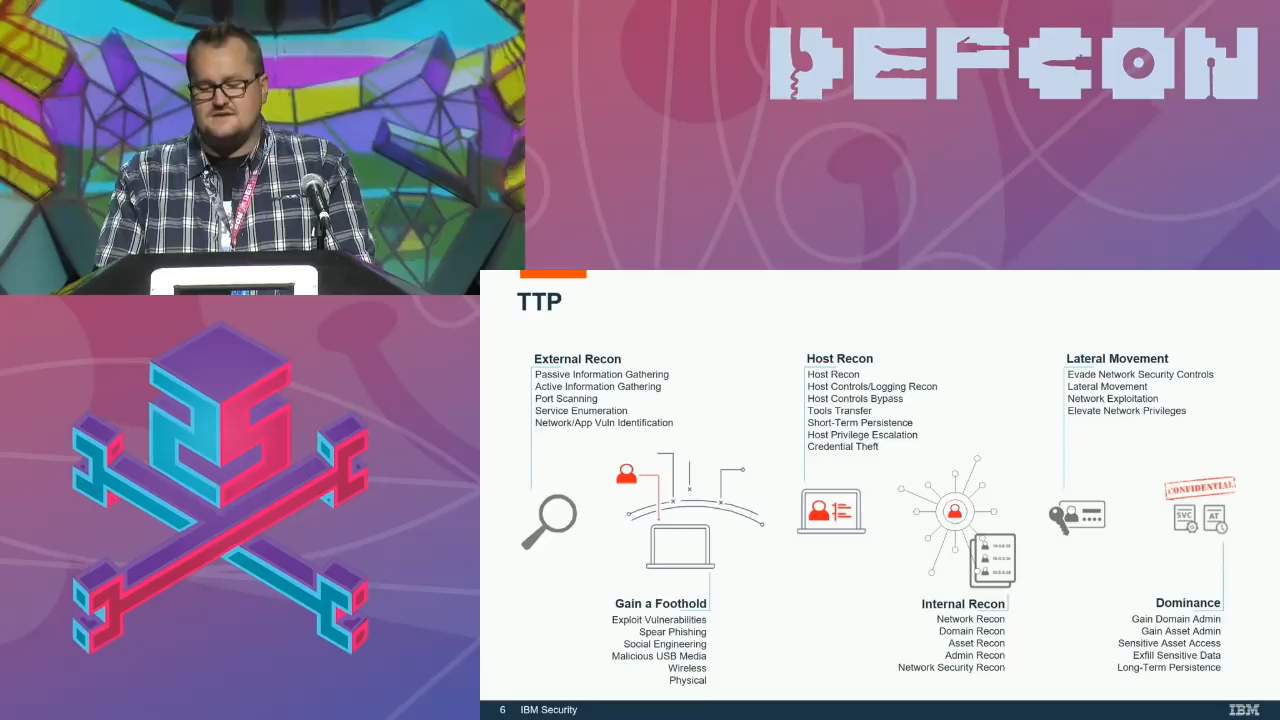 DEFCON
TTP
External Recon
Passive Information Gathering
Active Information Gathering
Port Scanning
Service Enumeration
Network/App Vuln Identification
Host Recon
Host Recon
Host Controls/Logging Recon
Host Controls Bypass
Tools Transfer
Short-Term Persistence
Host Privilege Escalation
Credential Theft
Lateral Movement
Evade Network Security Controls
Lateral Movement
Network Exploitation
Elevate Network Privileges
CONFIDENTIAL
SVC
AT
Gain a Foothold
Exploit Vulnerabilities
Spear Phishing
Social Engineering
Malicious USB Media
Wireless
Physical
Internal Recon
Network Recon
Domain Recon
Asset Recon
Admin Recon
Network Security Recon
Dominance
Gain Domain Admin
Gain Asset Admin
Sensitive Asset Access
Exfill Sensitive Data
Long-Term Persistence
6 IBM Security
IBM